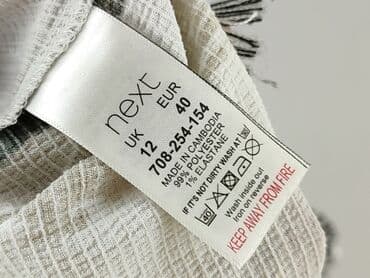 next
UK EUR
12 40
708-254-154
MADE IN CAMBODIA
99% POLYESTER
1% ELASTANE
IF IT'S NOT DIRTY WASH AT
40
Wash inside out
Iron on reverse
KEEP AWAY FROM FIRE